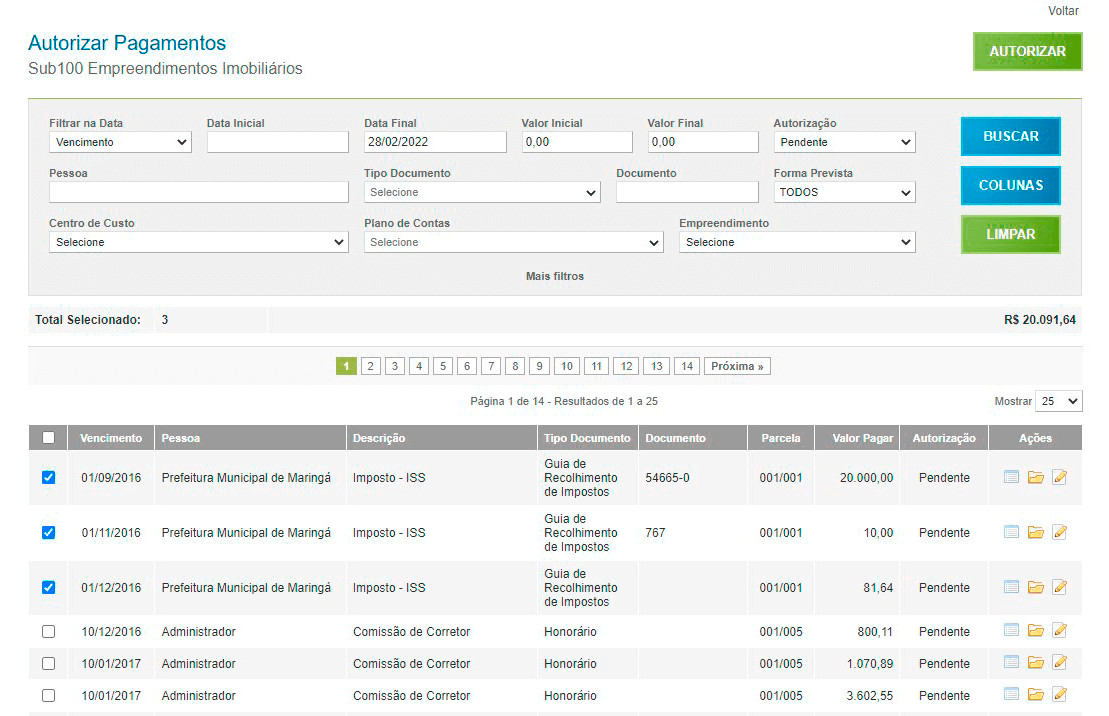 Voltar
Autorizar Pagamentos
AUTORIZAR
Sub100 Empreendimentos Imobiliários
Filtrar na Data Data Inicial Data Final Valor Inicial Valor Final Autorização
Vencimento 28/02/2022 0,00 0,00 Pendente
BUSCAR
Pessoa Tipo Documento Documento Forma Prevista
Selecione TODOS
COLUNAS
Centro de Custo Plano de Contas Empreendimento
Selecione Selecione Selecione
LIMPAR
Mais filtros
Total Selecionado: 3 R$ 20.091,64
1 2 3 4 5 6 7 8 9 10 11 12 13 14 Próxima »
Página 1 de 14 - Resultados de 1 a 25 Mostrar 25
Vencimento Pessoa Descrição Tipo Documento Documento Parcela Valor Pagar Autorização Ações
01/09/2016 Prefeitura Municipal de Maringá Imposto - ISS Guia de Recolhimento de Impostos 54665-0 001/001 20.000,00 Pendente
01/11/2016 Prefeitura Municipal de Maringá Imposto - ISS Guia de Recolhimento de Impostos 767 001/001 10,00 Pendente
01/12/2016 Prefeitura Municipal de Maringá Imposto - ISS Guia de Recolhimento de Impostos 001/001 81,64 Pendente
10/12/2016 Administrador Comissão de Corretor Honorário 001/005 800,11 Pendente
10/01/2017 Administrador Comissão de Corretor Honorário 001/005 1.070,89 Pendente
10/01/2017 Administrador Comissão de Corretor Honorário 001/005 3.602,55 Pendente